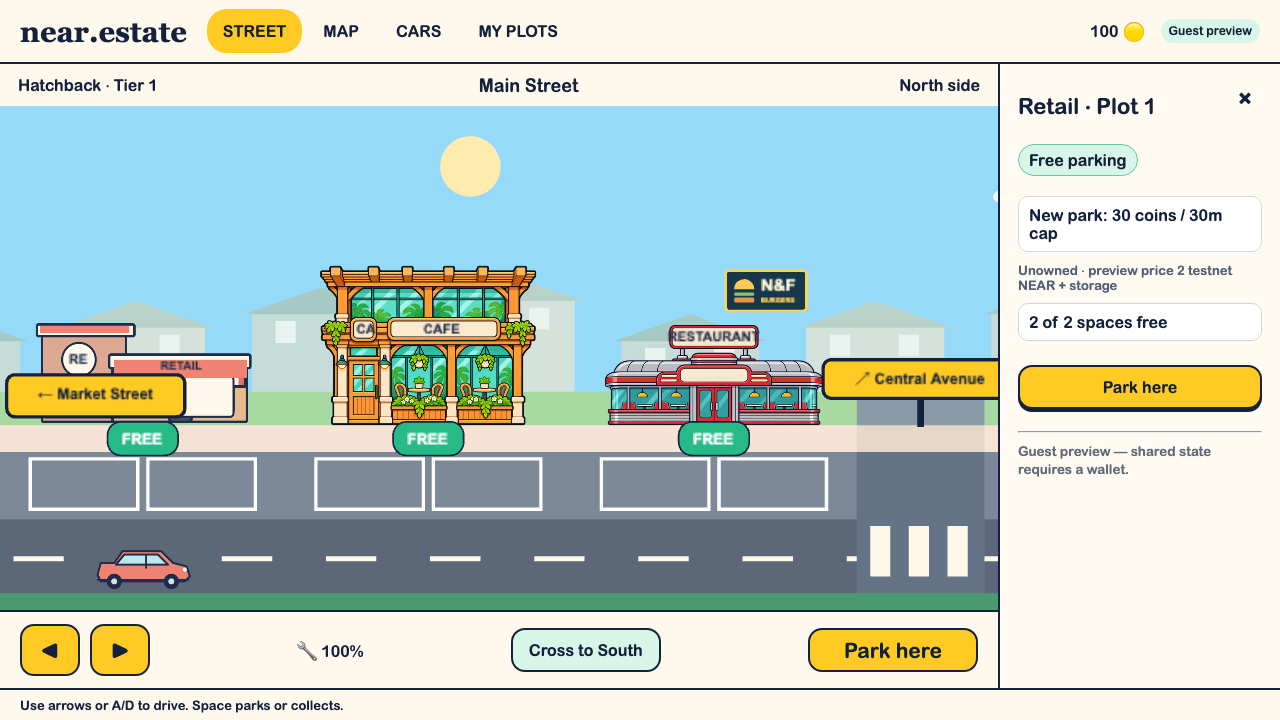 near.estate
STREET
MAP
CARS
MY PLOTS
100
Guest preview
Hatchback · Tier 1
Main Street
North side
RE
RETAIL
← Market Street
FREE
CA
CAFE
FREE
N&F
BURGERS
RESTAURANT
FREE
↗ Central Avenue
100%
Cross to South
Park here
Use arrows or A/D to drive. Space parks or collects.
Retail · Plot 1
×
Free parking
New park: 30 coins / 30m
cap
Unowned · preview price 2 testnet
NEAR + storage
2 of 2 spaces free
Park here
Guest preview — shared state
requires a wallet.